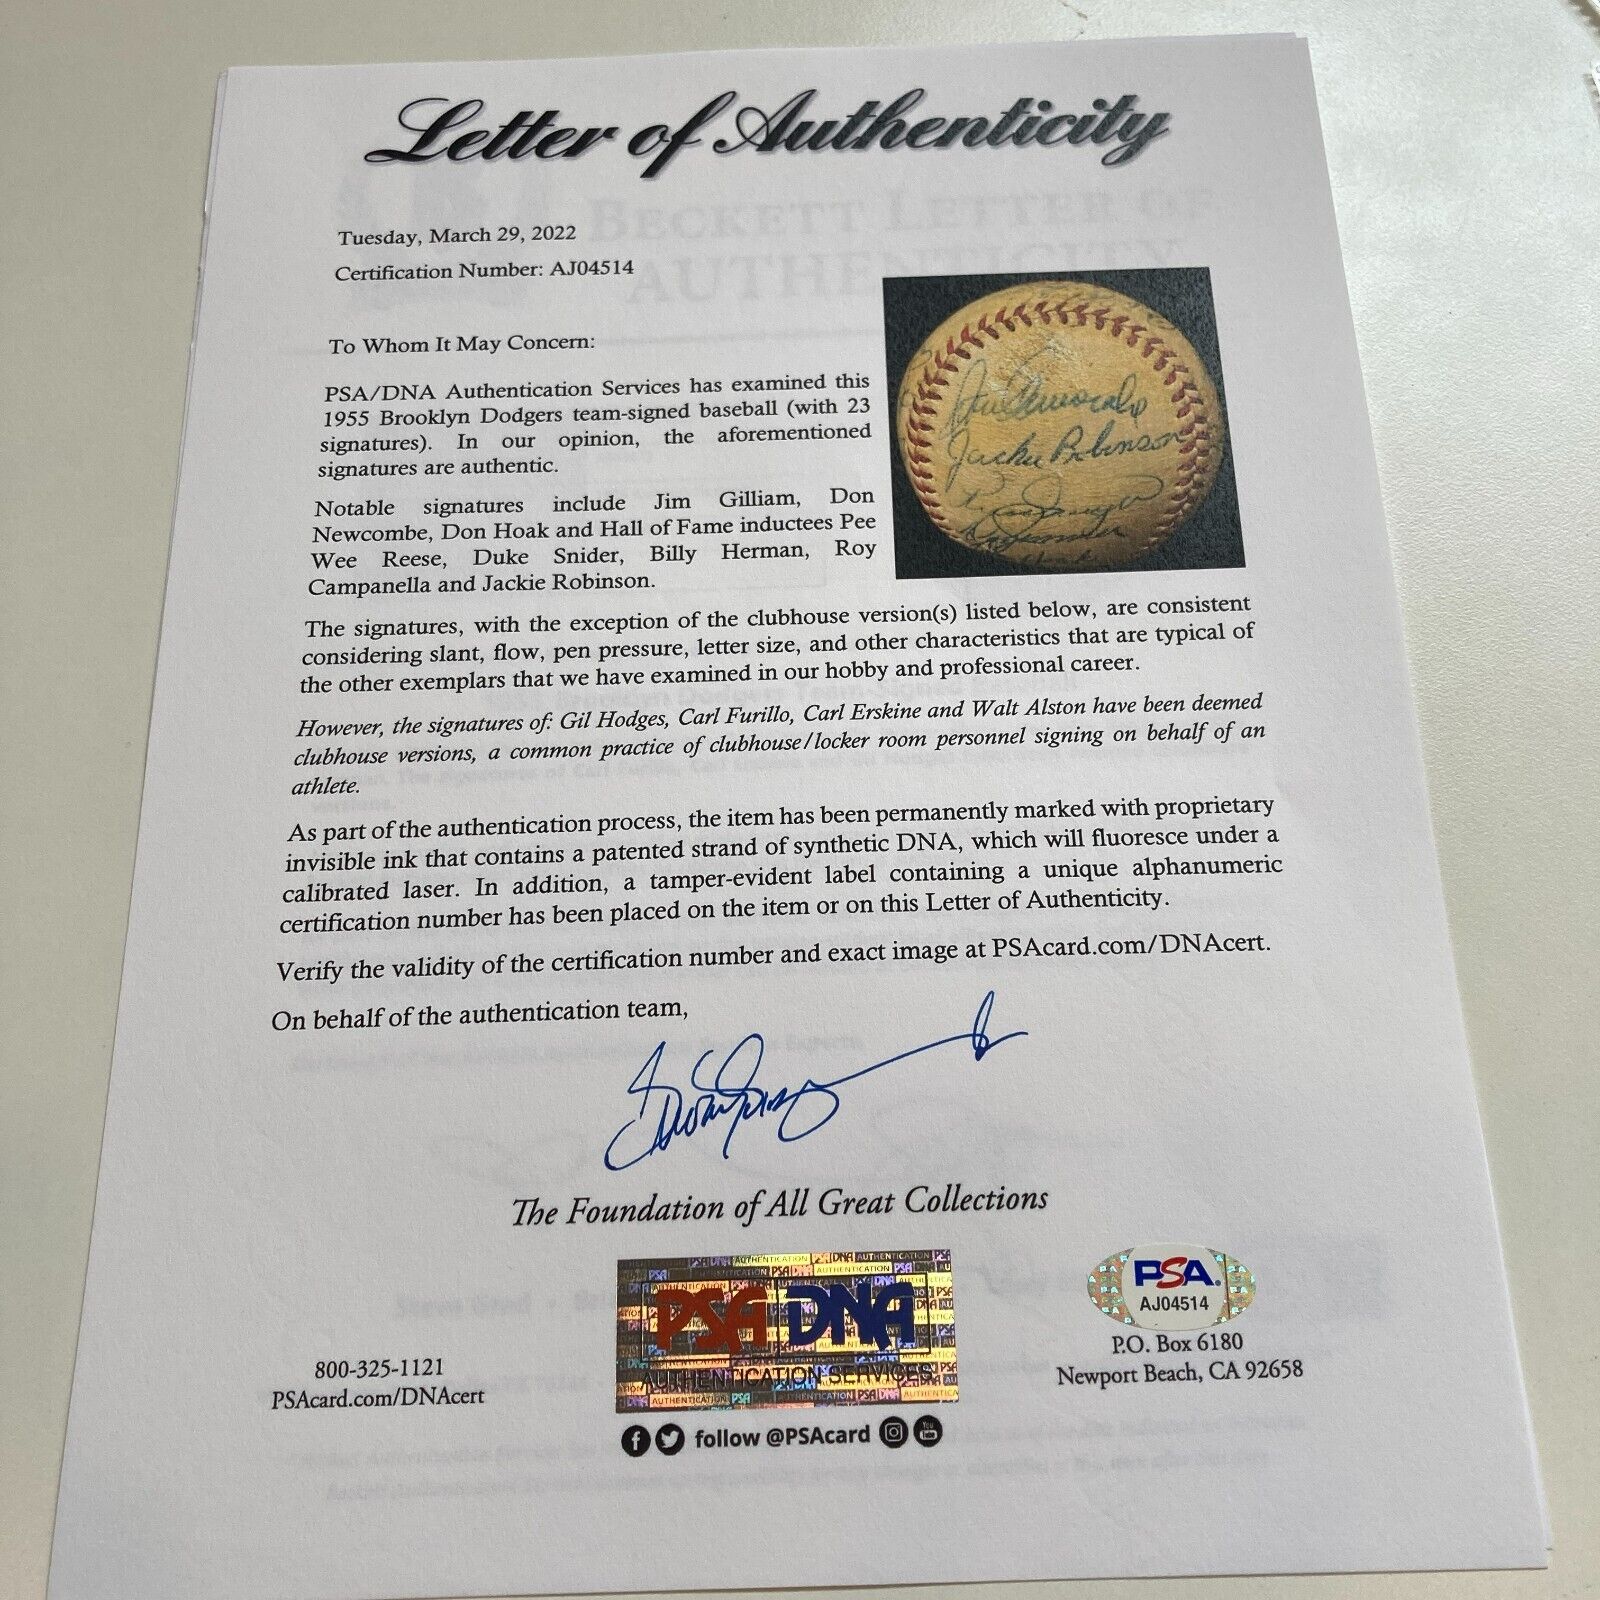 Letter of Authenticity
BECKETT LETTER OF
AUTHENTICITY
Tuesday, March 29, 2022
Certification Number: AJ04514
To Whom It May Concern:
PSA/DNA Authentication Services has examined this
1955 Brooklyn Dodgers team-signed baseball (with 23
signatures). In our opinion, the aforementioned
signatures are authentic.
Notable signatures include Jim Gilliam, Don
Newcombe, Don Hoak and Hall of Fame inductees Pee
Wee Reese, Duke Snider, Billy Herman, Roy
Campanella and Jackie Robinson.
Jackie Robinson
The signatures, with the exception of the clubhouse version(s) listed below, are consistent
considering slant, flow, pen pressure, letter size, and other characteristics that are typical of
the other exemplars that we have examined in our hobby and professional career.
However, the signatures of: Gil Hodges, Carl Furillo, Carl Erskine and Walt Alston have been deemed
clubhouse versions, a common practice of clubhouse/locker room personnel signing on behalf of an
athlete.
As part of the authentication process, the item has been permanently marked with proprietary
invisible ink that contains a patented strand of synthetic DNA, which will fluoresce under a
calibrated laser. In addition, a tamper-evident label containing a unique alphanumeric
certification number has been placed on the item or on this Letter of Authenticity.
Verify the validity of the certification number and exact image at PSAcard.com/DNAcert.
On behalf of the authentication team,
The Foundation of All Great Collections
PSA DNA
AUTHENTICATION SERVICES
PSA
AJ04514
800-325-1121
PSAcard.com/DNAcert
P.O. Box 6180
Newport Beach, CA 92658
follow @PSAcard